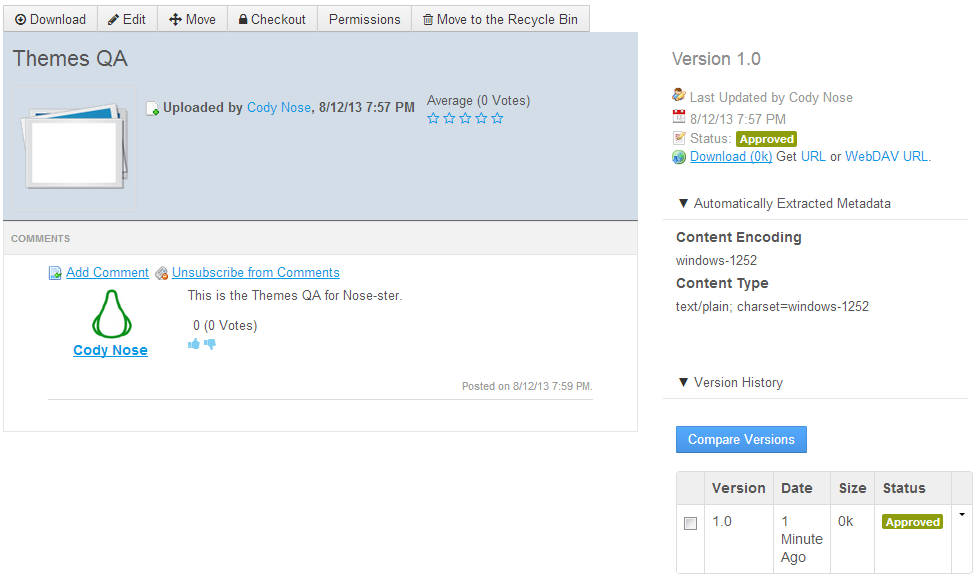 Download Edit Move Checkout Permissions Move to the Recycle Bin
Themes QA
Uploaded by Cody Nose, 8/12/13 7:57 PM
Average (0 Votes)
COMMENTS
Add Comment Unsubscribe from Comments
This is the Themes QA for Nose-ster.
0 (0 Votes)
Cody Nose
Posted on 8/12/13 7:59 PM.
Version 1.0
Last Updated by Cody Nose
8/12/13 7:57 PM
Status: Approved
Download (0k) Get URL or WebDAV URL.
▼ Automatically Extracted Metadata
Content Encoding
windows-1252
Content Type
text/plain; charset=windows-1252
▼ Version History
Compare Versions
Version Date Size Status
1.0 1 0k Approved
Minute
Ago